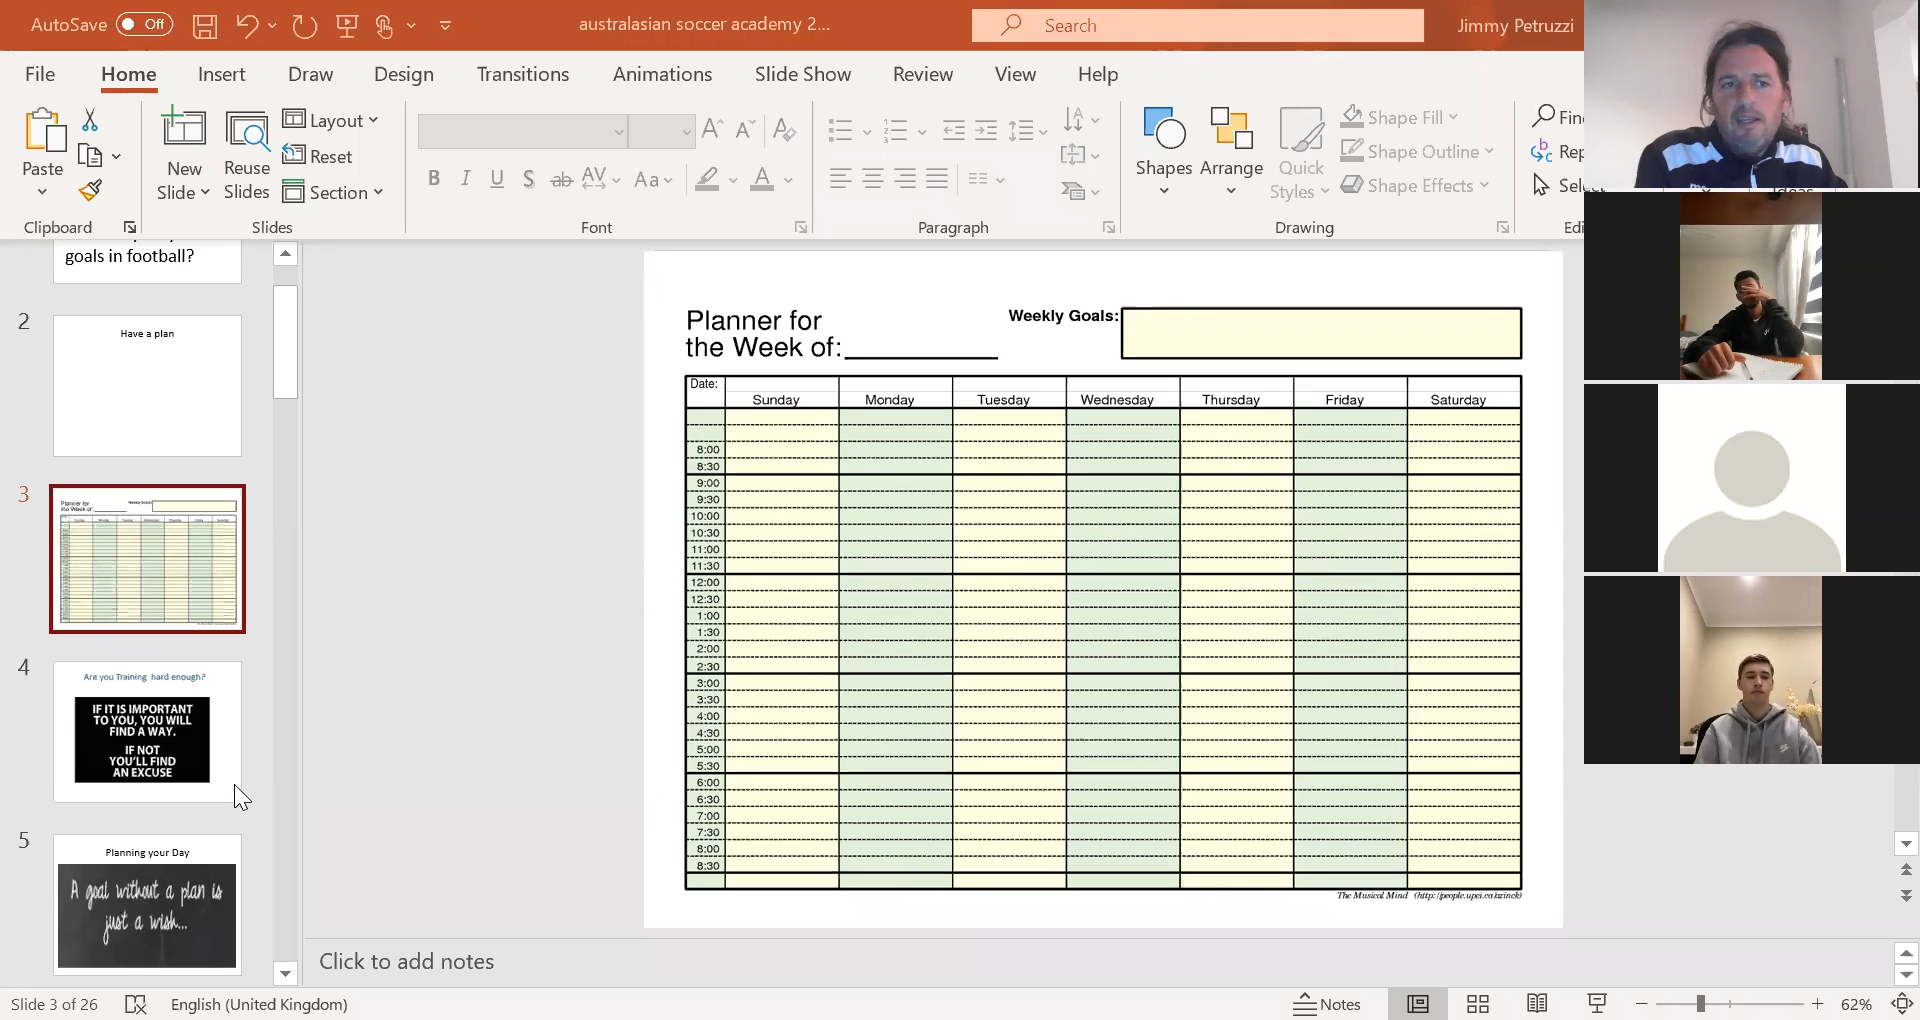 AutoSave Off
australasian soccer academy 2...
Search
Jimmy Petruzzi
File Home Insert Draw Design Transitions Animations Slide Show Review View Help
Paste
New Slide
Reuse Slides
Layout
Reset
Section
B I U S ab AV Aa A
Shapes
Arrange
Quick Styles
Shape Fill
Shape Outline
Shape Effects
Clipboard
Slides
Font
Paragraph
Drawing
goals in football?
2
Have a plan
3
Planner for
the Week of:
4
Are you Training hard enough?
IF IT IS IMPORTANT
TO YOU, YOU WILL
FIND A WAY.
IF NOT
YOU'LL FIND
AN EXCUSE
5
Planning your Day
A goal without a plan is
just a wish...
Planner for
the Week of:
Weekly Goals:
Date:
Sunday Monday Tuesday Wednesday Thursday Friday Saturday
8:00
8:30
9:00
9:30
10:00
10:30
11:00
11:30
12:00
12:30
1:00
1:30
2:00
2:30
3:00
3:30
4:00
4:30
5:00
5:30
6:00
6:30
7:00
7:30
8:00
8:30
The Musical Mind
Click to add notes
Slide 3 of 26
English (United Kingdom)
Notes
62%